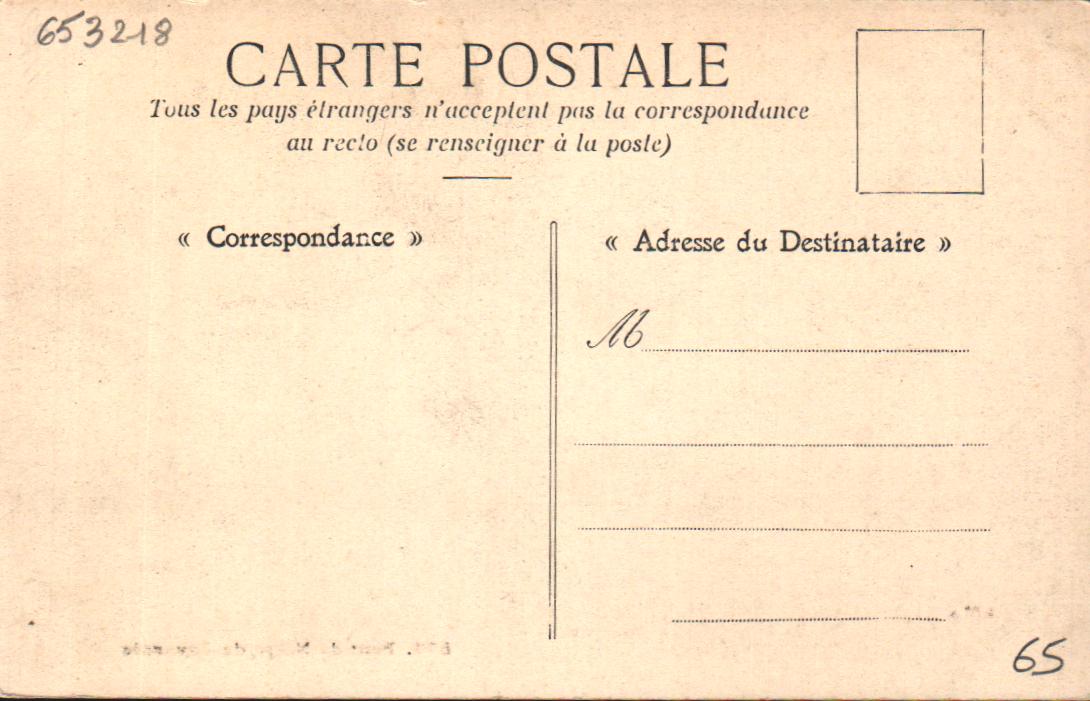 653218
CARTE POSTALE
Tous les pays étrangers n'acceptent pas la correspondance
au recto (se renseigner à la poste)
« Correspondance »
« Adresse du Destinataire »
M
65